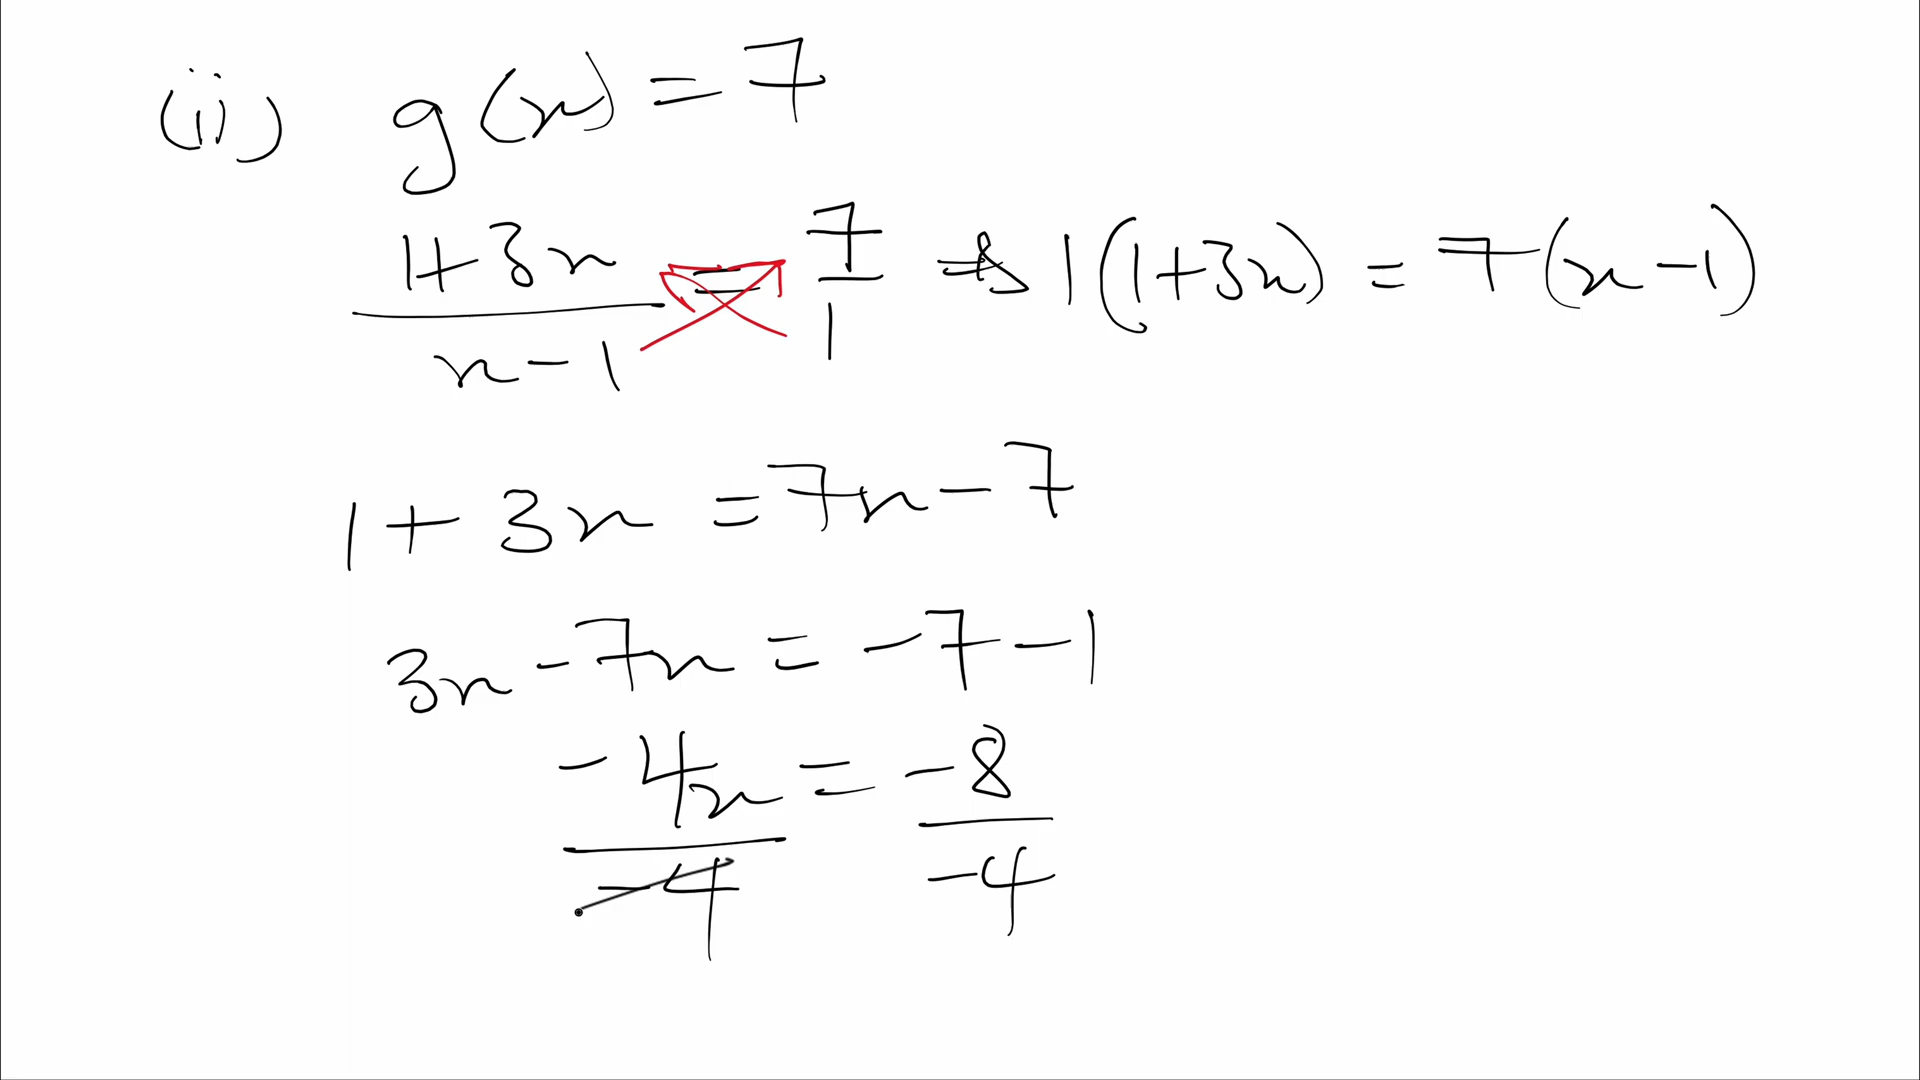 (ii) g(x) = 7
(1+3x)/(x-1) = 7/1 ⇒ 1(1+3x) = 7(x-1)
1 + 3x = 7x - 7
3x - 7x = -7 - 1
-4x/-4 = -8/-4